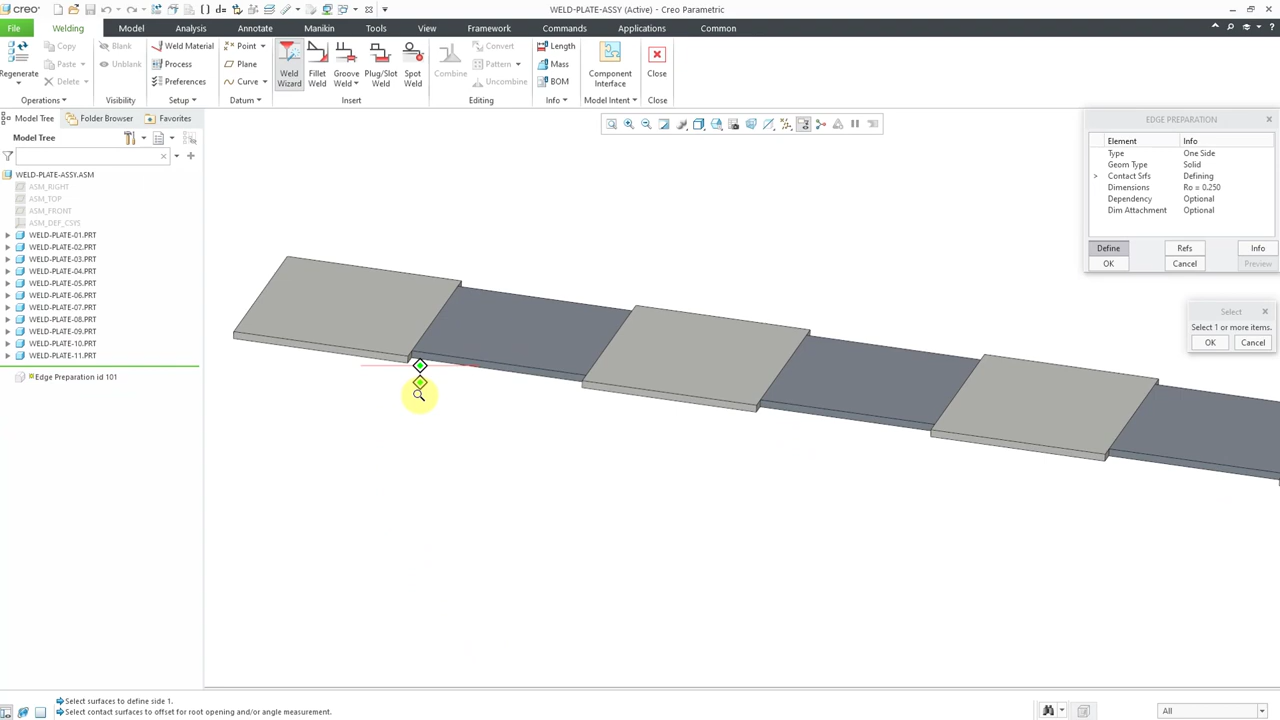 creo
WELD-PLATE-ASSY (Active) - Creo Parametric
File Welding Model Analysis Annotate Manikin Tools View Framework Commands Applications Common
Regenerate
Copy
Paste
Delete
Operations
Blank
Unblank
Visibility
Weld Material
Process
Preferences
Setup
Point
Plane
Curve
Datum
Weld Wizard
Fillet Weld
Groove Weld
Plug/Slot Weld
Spot Weld
Insert
Combine
Convert
Pattern
Uncombine
Editing
Length
Mass
BOM
Info
Component Interface
Model Intent
Close
Close
Model Tree Folder Browser Favorites
Model Tree
WELD-PLATE-ASSY.ASM
ASM_RIGHT
ASM_TOP
ASM_FRONT
ASM_DEF_CSYS
WELD-PLATE-01.PRT
WELD-PLATE-02.PRT
WELD-PLATE-03.PRT
WELD-PLATE-04.PRT
WELD-PLATE-05.PRT
WELD-PLATE-06.PRT
WELD-PLATE-07.PRT
WELD-PLATE-08.PRT
WELD-PLATE-09.PRT
WELD-PLATE-10.PRT
WELD-PLATE-11.PRT
Edge Preparation id 101
EDGE PREPARATION
Element Info
Type One Side
Geom Type Solid
> Contact Srfs Defining
Dimensions Ro = 0.250
Dependency Optional
Dim Attachment Optional
Define Refs Info
OK Cancel Preview
Select
Select 1 or more items.
OK Cancel
Select surfaces to define side 1.
Select contact surfaces to offset for root opening and/or angle measurement.
All